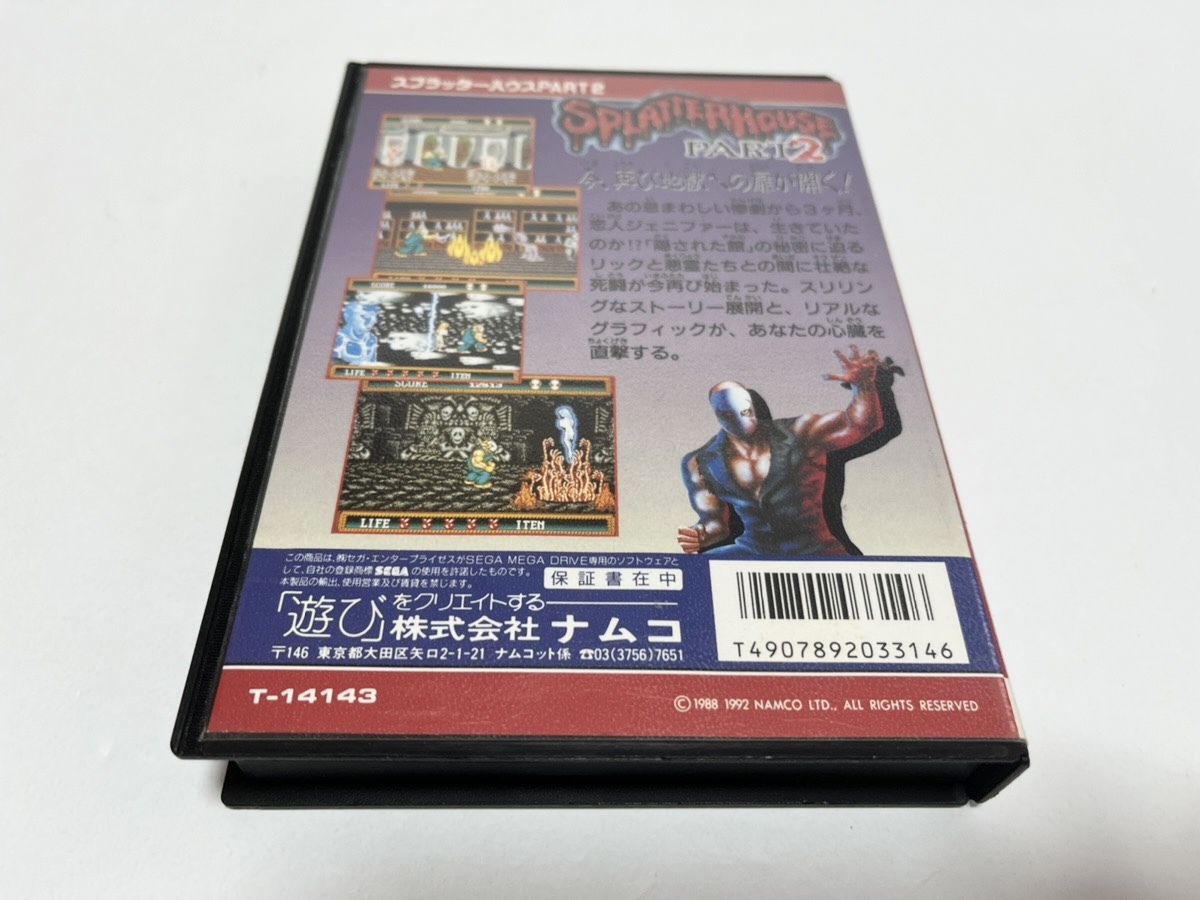 スプラッターハウスPART2
SPLATTERHOUSE
PART2
今、再び地獄への扉が開く!
あの忌まわしい惨劇から3ヶ月、
恋人ジェニファーは、生きていた
のか!?「隠された館」の秘密に迫る
リックと悪霊たちとの間に壮絶な
死闘が今再び始まった。スリリン
グなストーリー展開と、リアルな
グラフィックが、あなたの心臓を
直撃する。
SCORE
LIFE ITEM
SCORE 12613
LIFE ITEM
この商品は、㈱セガ・エンタープライゼスがSEGA MEGA DRIVE専用のソフトウェアと
して、自社の登録商標SEGAの使用を許諾したものです。
本製品の輸出、使用営業及び賃貸を禁じます。
保証書在中
「遊び」をクリエイトする
株式会社ナムコ
〒146 東京都大田区矢口2-1-21 ナムコット係 ☎03(3756)7651
T4907892033146
T-14143
©1988 1992 NAMCO LTD., ALL RIGHTS RESERVED